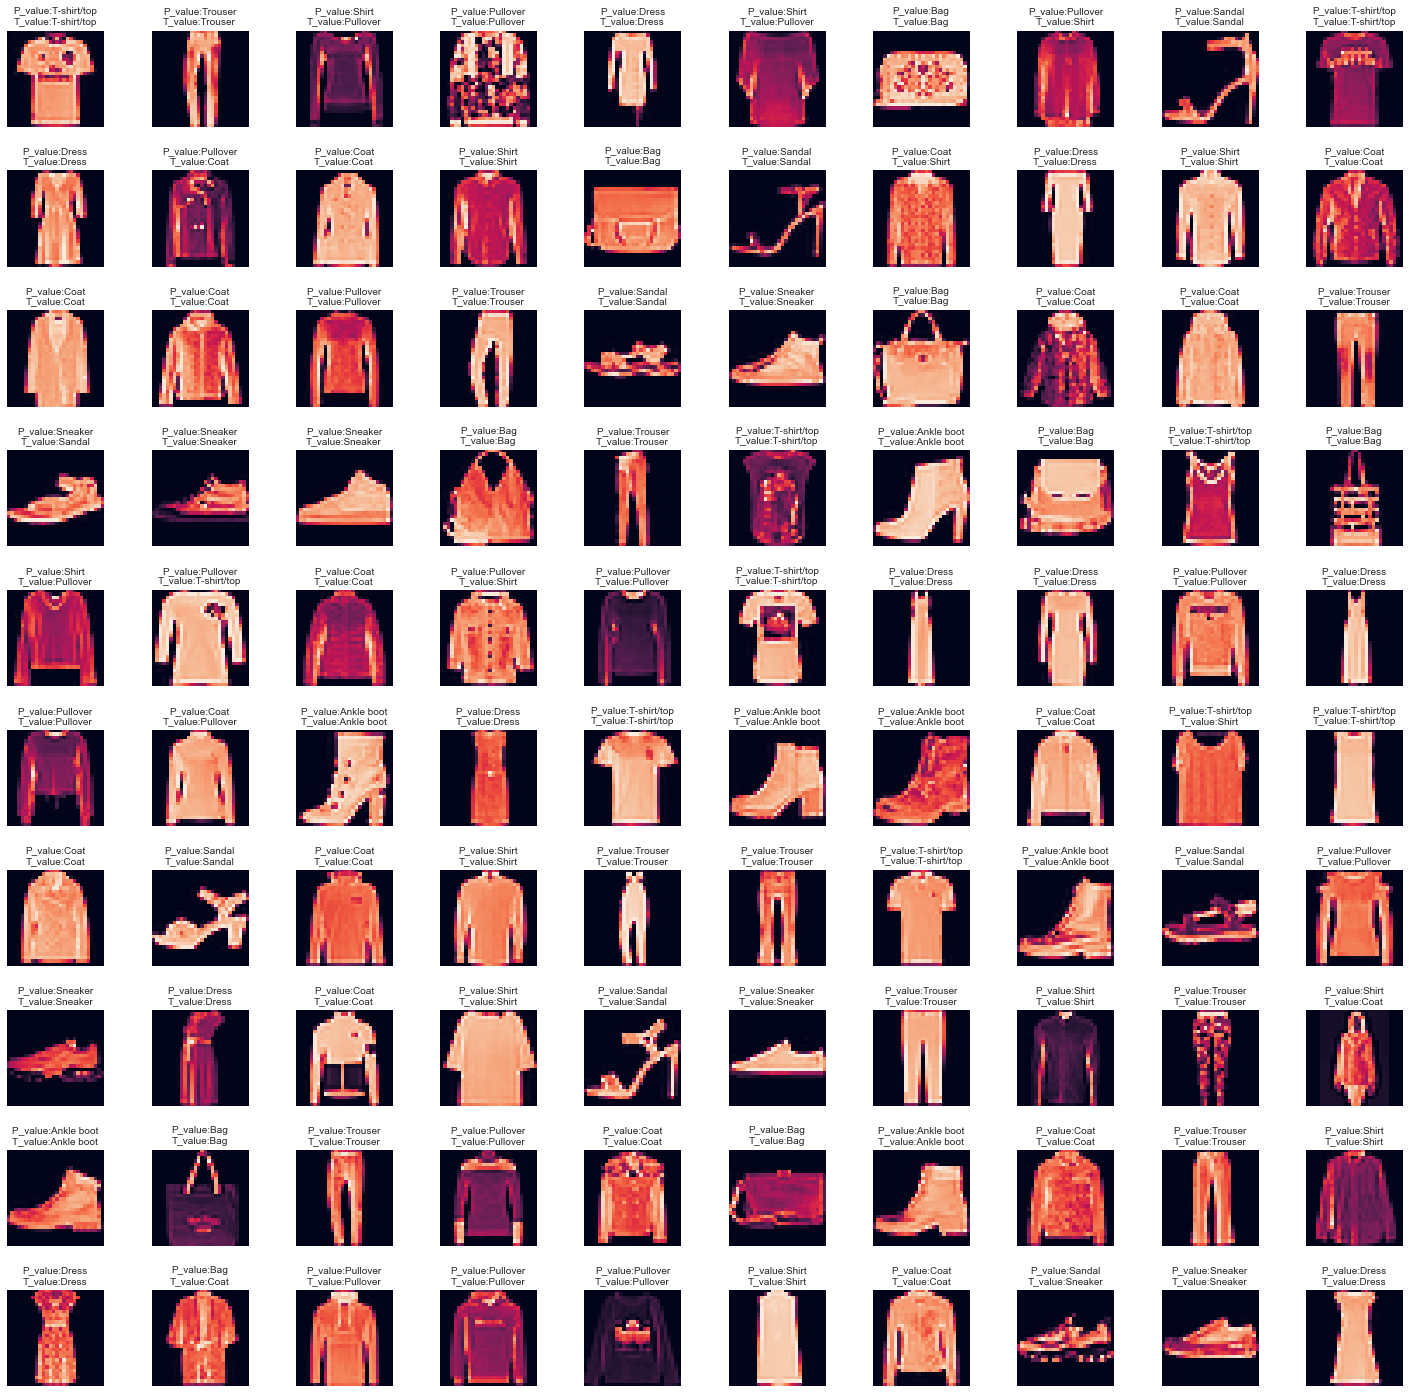 P_value:T-shirt/top
T_value:T-shirt/top
P_value:Trouser
T_value:Trouser
P_value:Shirt
T_value:Pullover
P_value:Pullover
T_value:Pullover
P_value:Dress
T_value:Dress
P_value:Shirt
T_value:Pullover
P_value:Bag
T_value:Bag
P_value:Pullover
T_value:Shirt
P_value:Sandal
T_value:Sandal
P_value:T-shirt/top
T_value:T-shirt/top
P_value:Dress
T_value:Dress
P_value:Pullover
T_value:Coat
P_value:Coat
T_value:Coat
P_value:Shirt
T_value:Shirt
P_value:Bag
T_value:Bag
P_value:Sandal
T_value:Sandal
P_value:Coat
T_value:Shirt
P_value:Dress
T_value:Dress
P_value:Shirt
T_value:Shirt
P_value:Coat
T_value:Coat
P_value:Coat
T_value:Coat
P_value:Coat
T_value:Coat
P_value:Pullover
T_value:Pullover
P_value:Trouser
T_value:Trouser
P_value:Sandal
T_value:Sandal
P_value:Sneaker
T_value:Sneaker
P_value:Bag
T_value:Bag
P_value:Coat
T_value:Coat
P_value:Coat
T_value:Coat
P_value:Trouser
T_value:Trouser
P_value:Sneaker
T_value:Sandal
P_value:Sneaker
T_value:Sneaker
P_value:Sneaker
T_value:Sneaker
P_value:Bag
T_value:Bag
P_value:Trouser
T_value:Trouser
P_value:T-shirt/top
T_value:T-shirt/top
P_value:Ankle boot
T_value:Ankle boot
P_value:Bag
T_value:Bag
P_value:T-shirt/top
T_value:T-shirt/top
P_value:Bag
T_value:Bag
P_value:Shirt
T_value:Pullover
P_value:Pullover
T_value:T-shirt/top
P_value:Coat
T_value:Coat
P_value:Pullover
T_value:Shirt
P_value:Pullover
T_value:Pullover
P_value:T-shirt/top
T_value:T-shirt/top
P_value:Dress
T_value:Dress
P_value:Dress
T_value:Dress
P_value:Pullover
T_value:Pullover
P_value:Dress
T_value:Dress
P_value:Pullover
T_value:Pullover
P_value:Coat
T_value:Pullover
P_value:Ankle boot
T_value:Ankle boot
P_value:Dress
T_value:Dress
P_value:T-shirt/top
T_value:T-shirt/top
P_value:Ankle boot
T_value:Ankle boot
P_value:Ankle boot
T_value:Ankle boot
P_value:Coat
T_value:Coat
P_value:T-shirt/top
T_value:Shirt
P_value:T-shirt/top
T_value:T-shirt/top
P_value:Coat
T_value:Coat
P_value:Sandal
T_value:Sandal
P_value:Coat
T_value:Coat
P_value:Shirt
T_value:Shirt
P_value:Trouser
T_value:Trouser
P_value:Trouser
T_value:Trouser
P_value:T-shirt/top
T_value:T-shirt/top
P_value:Ankle boot
T_value:Ankle boot
P_value:Sandal
T_value:Sandal
P_value:Pullover
T_value:Pullover
P_value:Sneaker
T_value:Sneaker
P_value:Dress
T_value:Dress
P_value:Coat
T_value:Coat
P_value:Shirt
T_value:Shirt
P_value:Sandal
T_value:Sandal
P_value:Sneaker
T_value:Sneaker
P_value:Trouser
T_value:Trouser
P_value:Shirt
T_value:Shirt
P_value:Trouser
T_value:Trouser
P_value:Shirt
T_value:Coat
P_value:Ankle boot
T_value:Ankle boot
P_value:Bag
T_value:Bag
P_value:Trouser
T_value:Trouser
P_value:Pullover
T_value:Pullover
P_value:Coat
T_value:Coat
P_value:Bag
T_value:Bag
P_value:Ankle boot
T_value:Ankle boot
P_value:Coat
T_value:Coat
P_value:Trouser
T_value:Trouser
P_value:Shirt
T_value:Shirt
P_value:Dress
T_value:Dress
P_value:Bag
T_value:Coat
P_value:Pullover
T_value:Pullover
P_value:Pullover
T_value:Pullover
P_value:Pullover
T_value:Pullover
P_value:Shirt
T_value:Shirt
P_value:Coat
T_value:Coat
P_value:Sandal
T_value:Sneaker
P_value:Sneaker
T_value:Sneaker
P_value:Dress
T_value:Dress